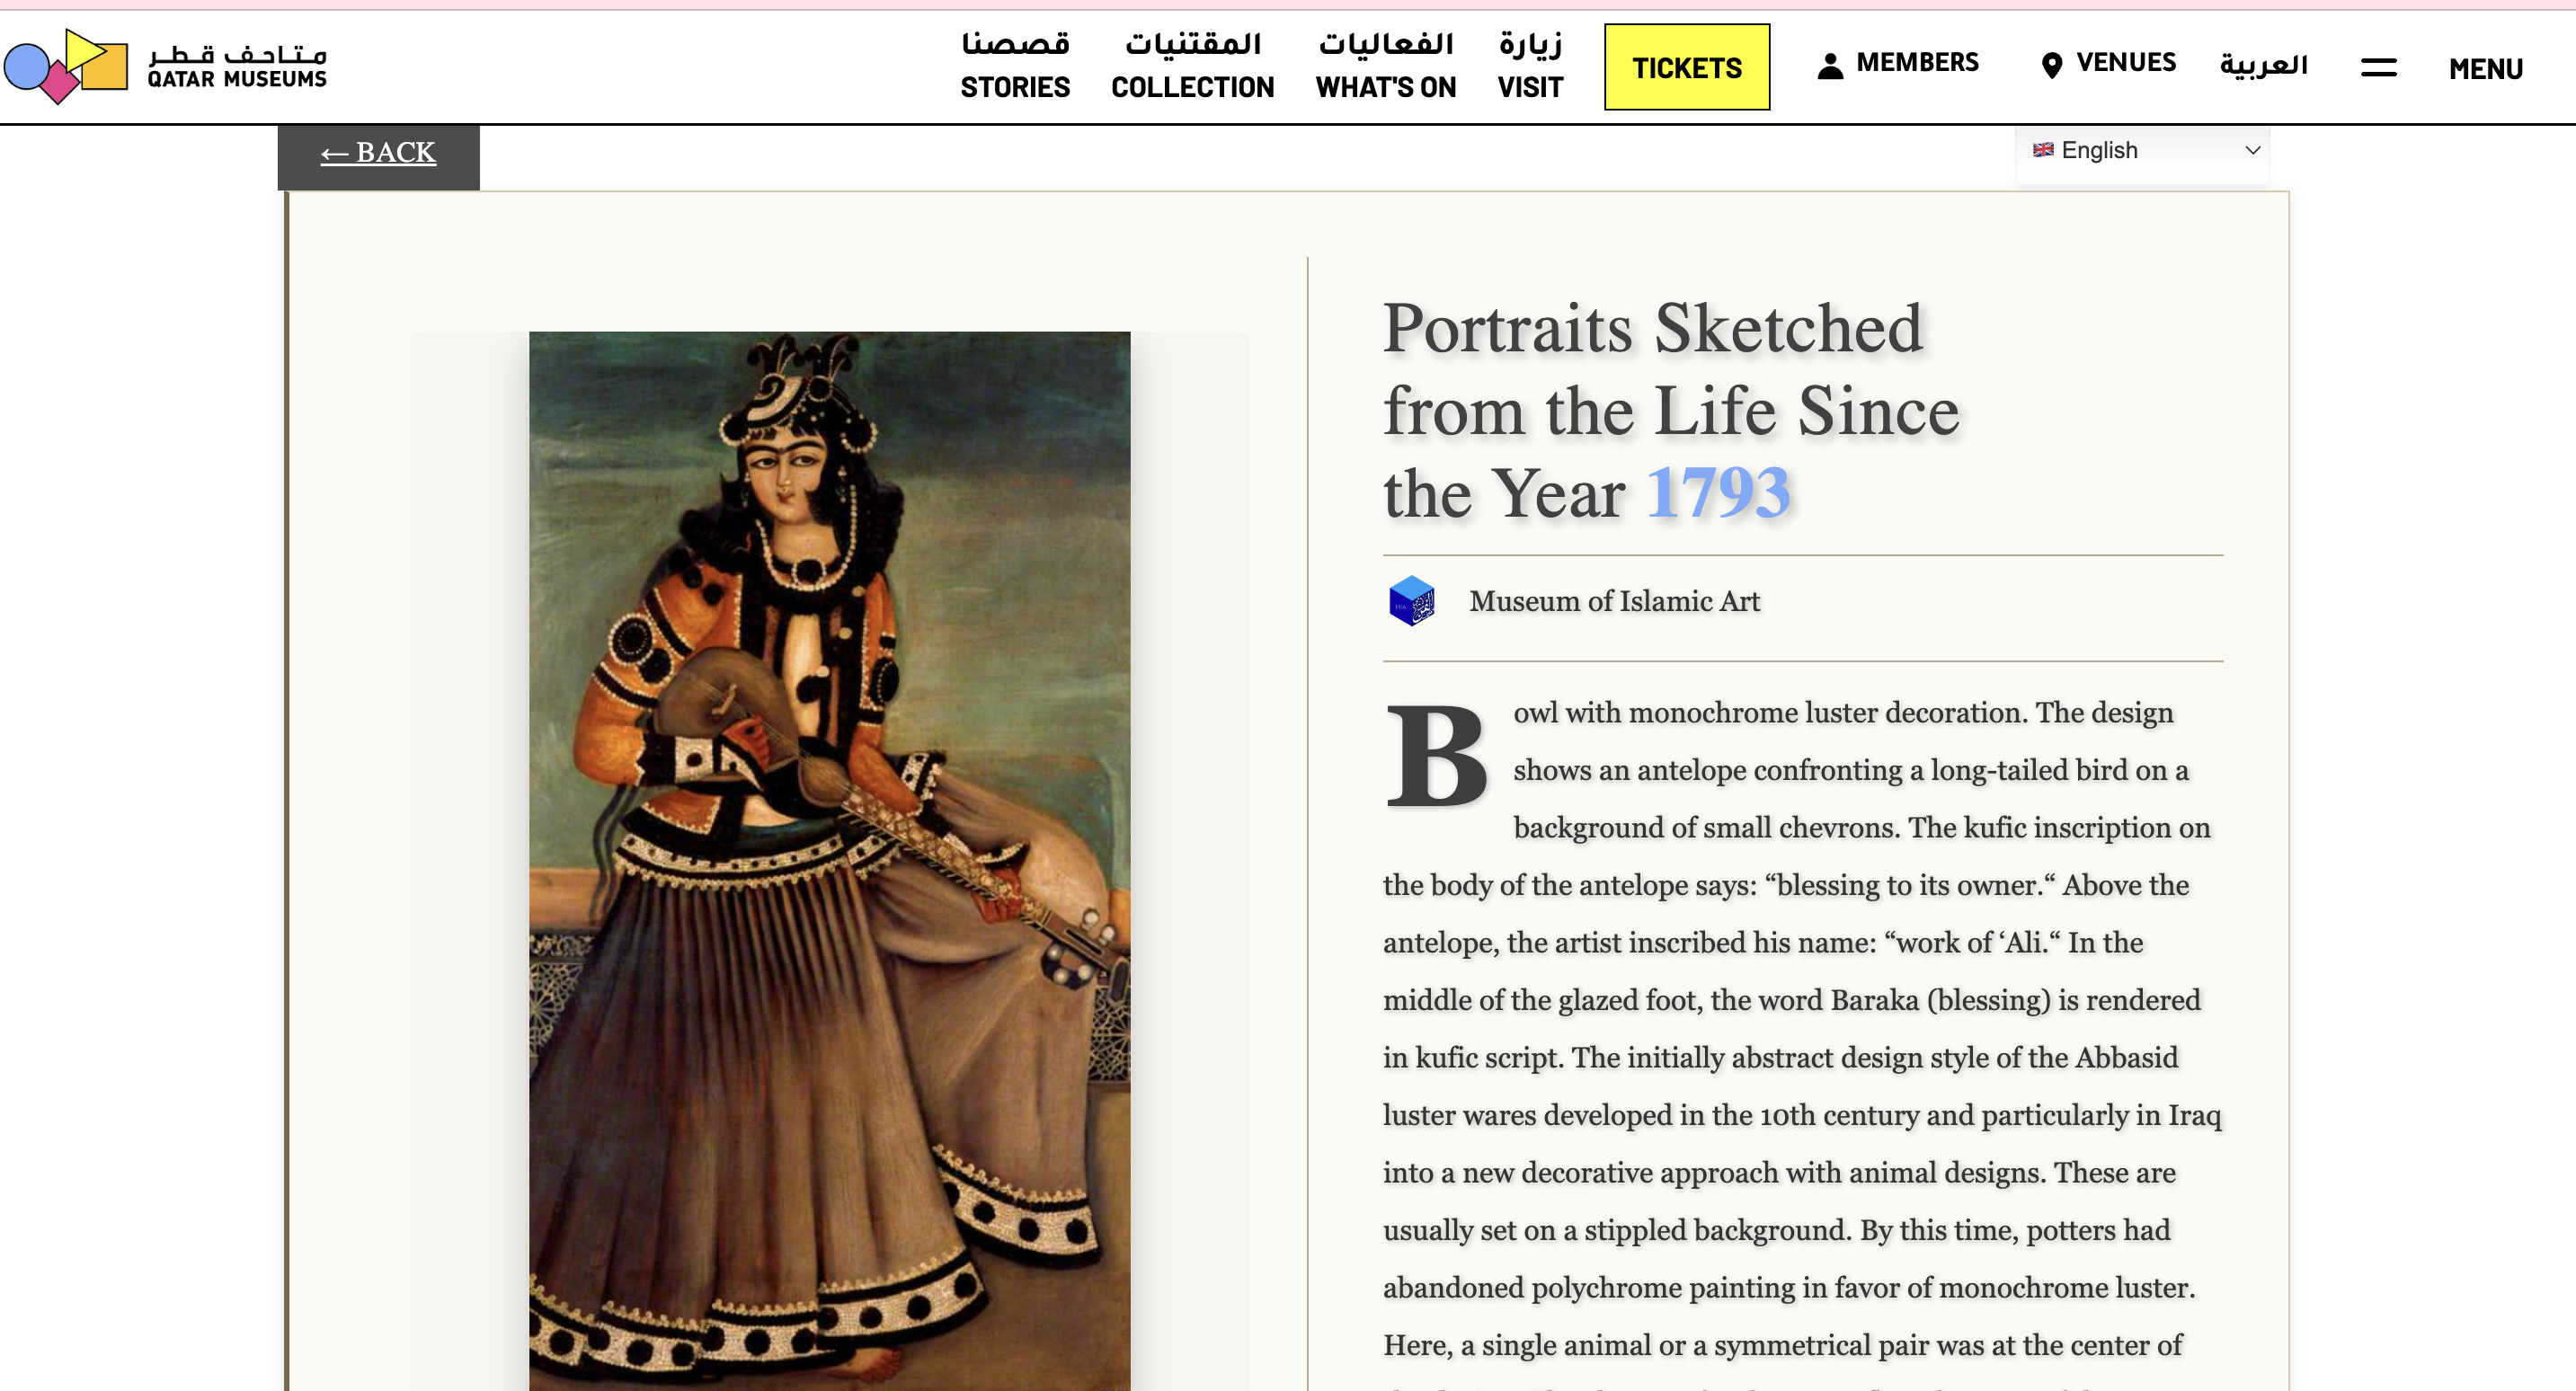 متاحف قطر
QATAR MUSEUMS
قصصنا
STORIES
المقتنيات
COLLECTION
الفعاليات
WHAT'S ON
زيارة
VISIT
TICKETS
MEMBERS
VENUES
العربية
MENU
← BACK
English
Portraits Sketched
from the Life Since
the Year 1793
MIA
Museum of Islamic Art
Bowl with monochrome luster decoration. The design
shows an antelope confronting a long-tailed bird on a
background of small chevrons. The kufic inscription on
the body of the antelope says: “blessing to its owner.“ Above the
antelope, the artist inscribed his name: “work of ‘Ali.“ In the
middle of the glazed foot, the word Baraka (blessing) is rendered
in kufic script. The initially abstract design style of the Abbasid
luster wares developed in the 10th century and particularly in Iraq
into a new decorative approach with animal designs. These are
usually set on a stippled background. By this time, potters had
abandoned polychrome painting in favor of monochrome luster.
Here, a single animal or a symmetrical pair was at the center of